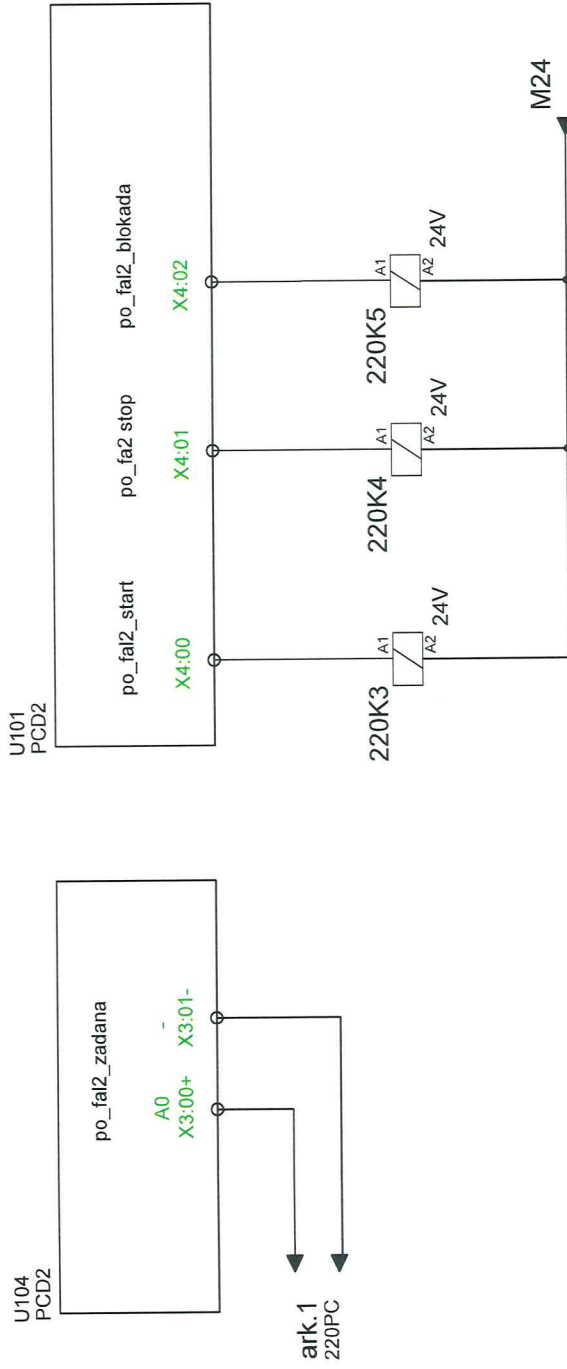 U104
PCD2
po_fal2_zadana
A0
-
X3:00+
X3:01-
ark.1
220PC
U101
PCD2
po_fal2_start
po_fa2 stop
po_fal2_blokada
X4:00
X4:01
X4:02
220K3
A1
A2
24V
220K4
A1
A2
24V
220K5
A1
A2
24V
M24